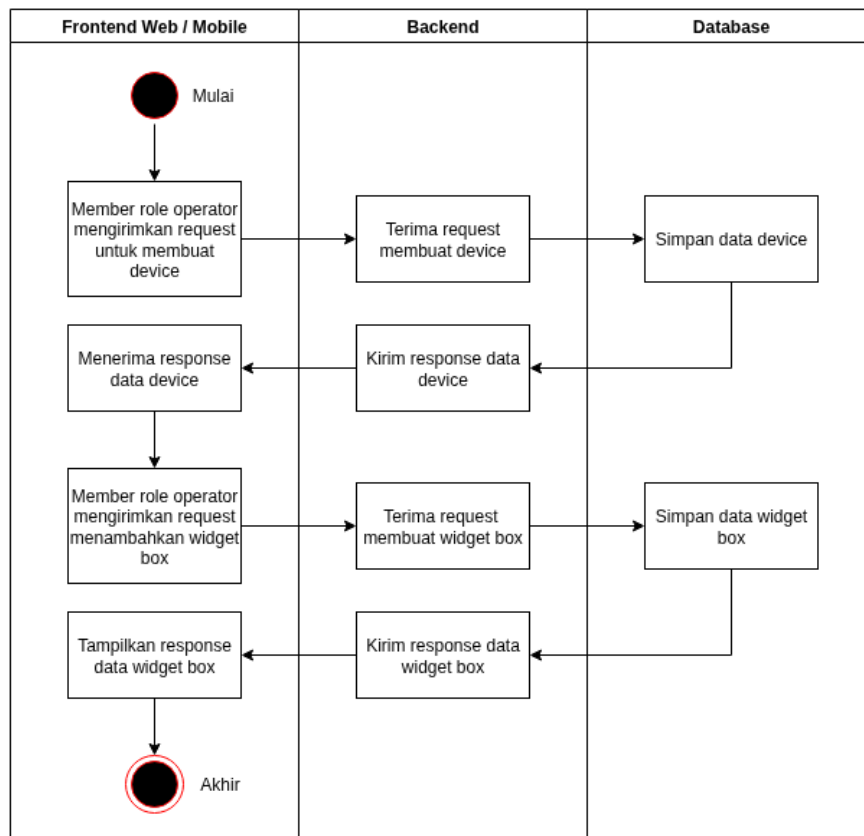 Frontend Web / Mobile
Backend
Database
Mulai
Member role operator
mengirimkan request
untuk membuat
device
Terima request
membuat device
Simpan data device
Menerima response
data device
Kirim response data
device
Member role operator
mengirimkan request
menambahkan widget
box
Terima request
membuat widget box
Simpan data widget
box
Tampilkan response
data widget box
Kirim response data
widget box
Akhir